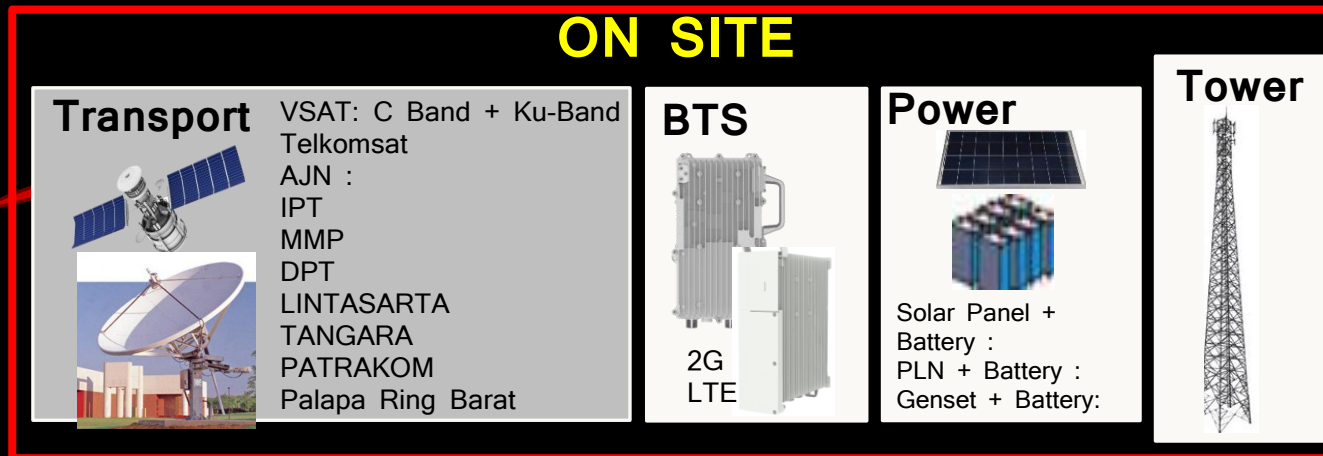 ON SITE
Transport
VSAT: C Band + Ku-Band
Telkomsat
AJN :
IPT
MMP
DPT
LINTASARTA
TANGARA
PATRAKOM
Palapa Ring Barat
BTS
2G
LTE
Power
Solar Panel +
Battery :
PLN + Battery :
Genset + Battery:
Tower